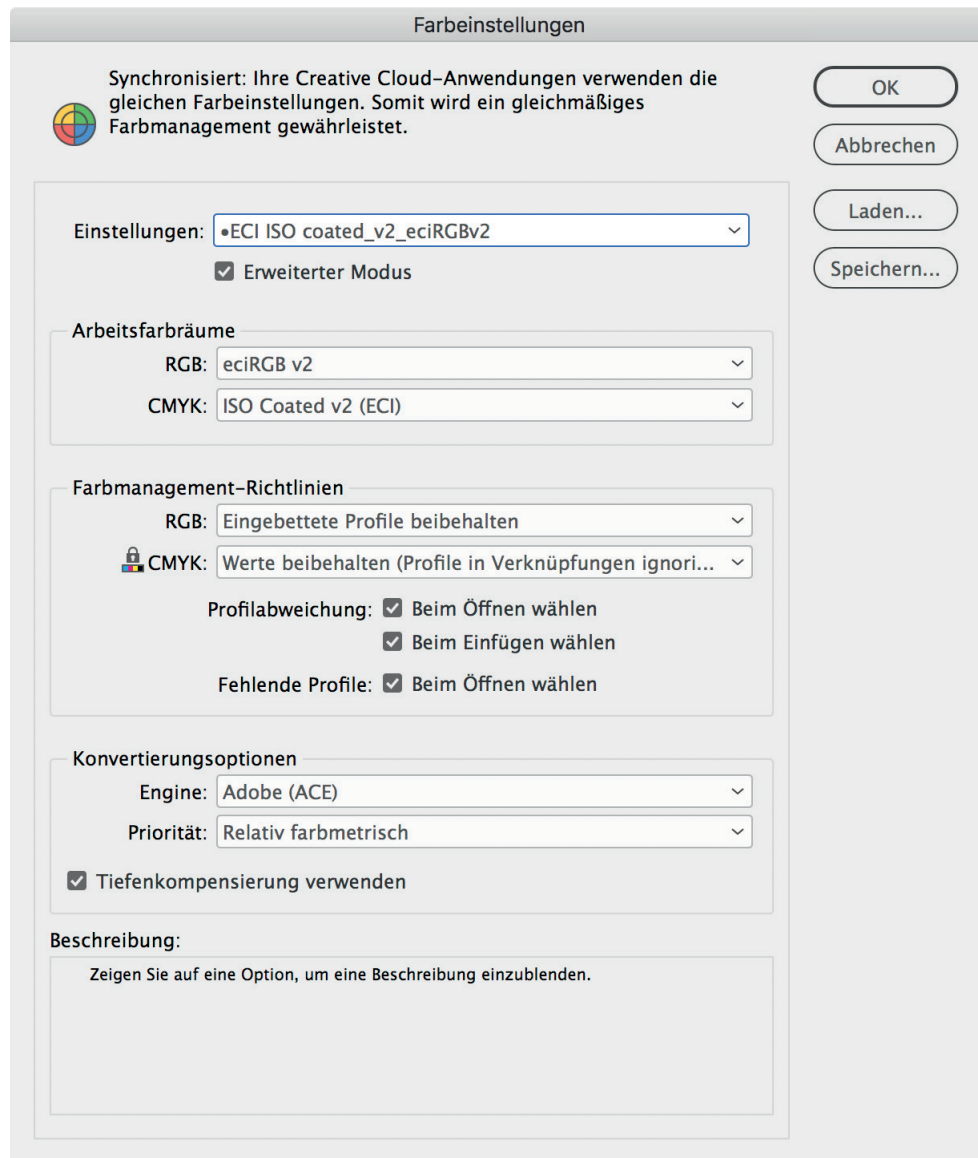 Farbeinstellungen
Synchronisiert: Ihre Creative Cloud-Anwendungen verwenden die
gleichen Farbeinstellungen. Somit wird ein gleichmäßiges
Farbmanagement gewährleistet.
OK
Abbrechen
Laden...
Speichern...
Einstellungen: •ECI ISO coated_v2_eciRGBv2
Erweiterter Modus
Arbeitsfarbräume
RGB: eciRGB v2
CMYK: ISO Coated v2 (ECI)
Farbmanagement-Richtlinien
RGB: Eingebettete Profile beibehalten
CMYK: Werte beibehalten (Profile in Verknüpfungen ignori...
Profilabweichung: Beim Öffnen wählen
Beim Einfügen wählen
Fehlende Profile: Beim Öffnen wählen
Konvertierungsoptionen
Engine: Adobe (ACE)
Priorität: Relativ farbmetrisch
Tiefenkompensierung verwenden
Beschreibung:
Zeigen Sie auf eine Option, um eine Beschreibung einzublenden.